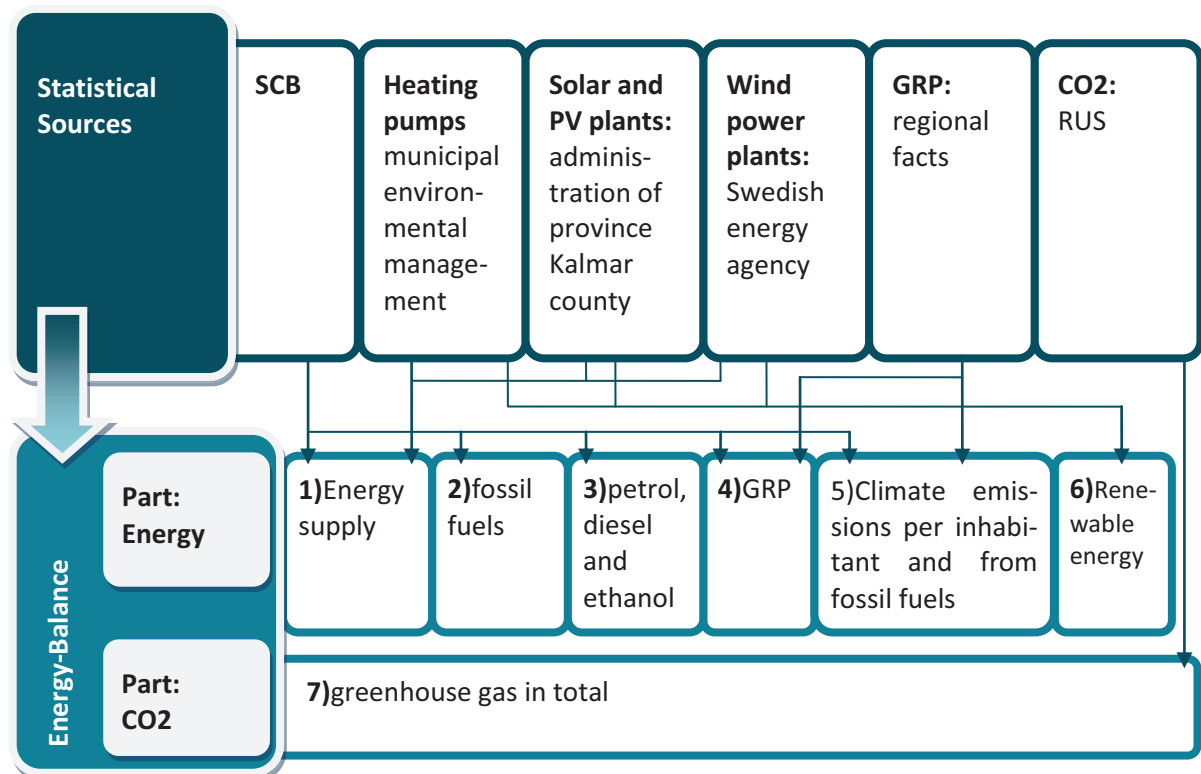 Statistical
Sources
SCB
Heating
pumps
municipal
environ-
mental
manage-
ment
Solar and
PV plants:
adminis-
tration of
province
Kalmar
county
Wind
power
plants:
Swedish
energy
agency
GRP:
regional
facts
CO2:
RUS
Energy-Balance
Part:
Energy
1)Energy
supply
2)fossil
fuels
3)petrol,
diesel
and
ethanol
4)GRP
5)Climate emis-
sions per inhabi-
tant and from
fossil fuels
6)Rene-
wable
energy
Part:
CO2
7)greenhouse gas in total